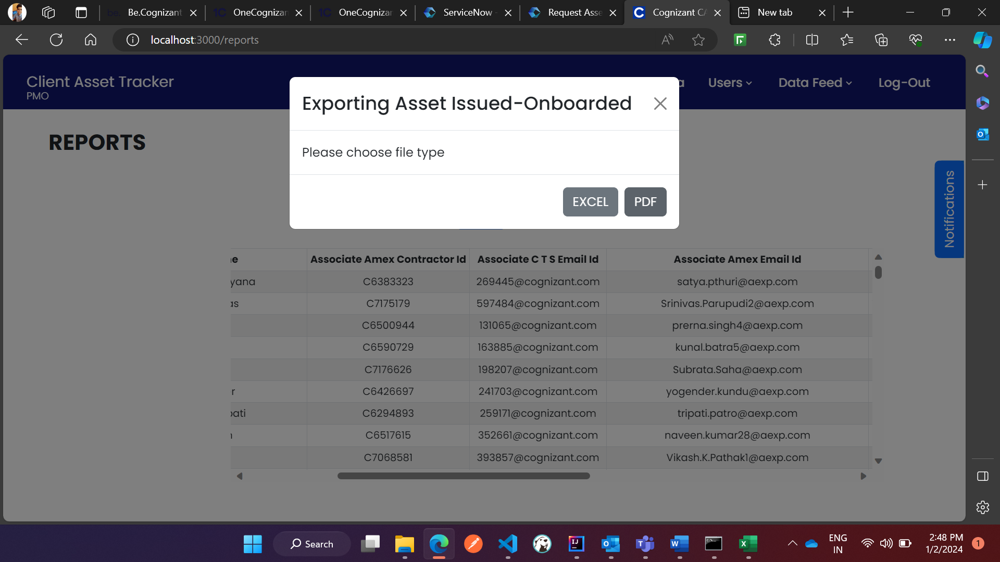 Be.Cognizant
OneCognizan
OneCognizar
ServiceNow -
Request Asse
Cognizant CA
New tab
localhost:3000/reports
Client Asset Tracker
PMO
Users
Data Feed
Log-Out
Exporting Asset Issued-Onboarded
Please choose file type
EXCEL PDF
REPORTS
Notifications
Associate Amex Contractor Id Associate C T S Email Id Associate Amex Email Id
yana C6383323 269445@cognizant.com satya.pthuri@aexp.com
as C7175179 597484@cognizant.com Srinivas.Parupudi2@aexp.com
C6500944 131065@cognizant.com prerna.singh4@aexp.com
C6590729 163885@cognizant.com kunal.batra5@aexp.com
C7176626 198207@cognizant.com Subrata.Saha@aexp.com
r C6426697 241703@cognizant.com yogender.kundu@aexp.com
pati C6294893 259171@cognizant.com tripati.patro@aexp.com
C6517615 352661@cognizant.com naveen.kumar28@aexp.com
C7068581 393857@cognizant.com Vikash.K.Pathak1@aexp.com
Search
ENG
IN
2:48 PM
1/2/2024
1